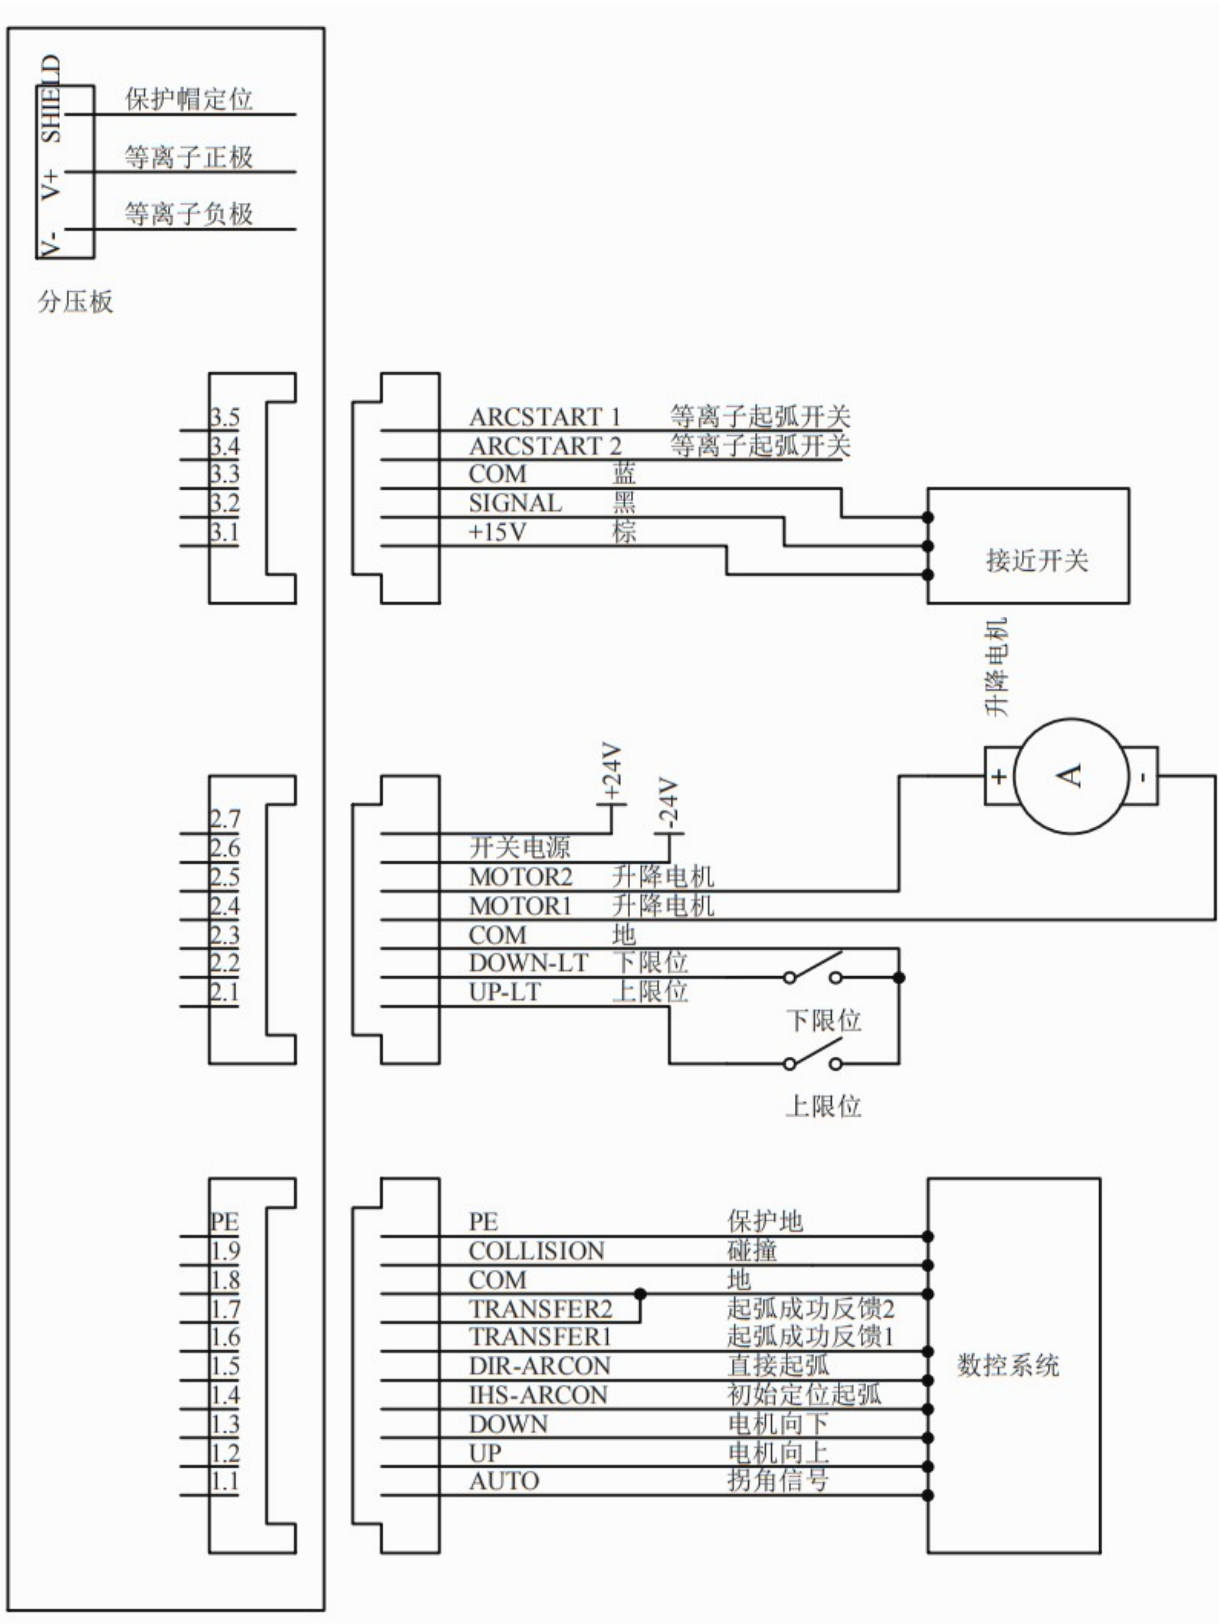 SHIELD 保护帽定位
V+ 等离子正极
V- 等离子负极
分压板
3.5 ARCSTART 1 等离子起弧开关
3.4 ARCSTART 2 等离子起弧开关
3.3 COM 蓝
3.2 SIGNAL 黑
3.1 +15V 棕
接近开关
升降电机
+ A -
+24V
-24V
2.7
2.6 开关电源
2.5 MOTOR2 升降电机
2.4 MOTOR1 升降电机
2.3 COM 地
2.2 DOWN-LT 下限位
2.1 UP-LT 上限位
下限位
上限位
PE PE 保护地
1.9 COLLISION 碰撞
1.8 COM 地
1.7 TRANSFER2 起弧成功反馈2
1.6 TRANSFER1 起弧成功反馈1
1.5 DIR-ARCON 直接起弧
数控系统
1.4 IHS-ARCON 初始定位起弧
1.3 DOWN 电机向下
1.2 UP 电机向上
1.1 AUTO 拐角信号